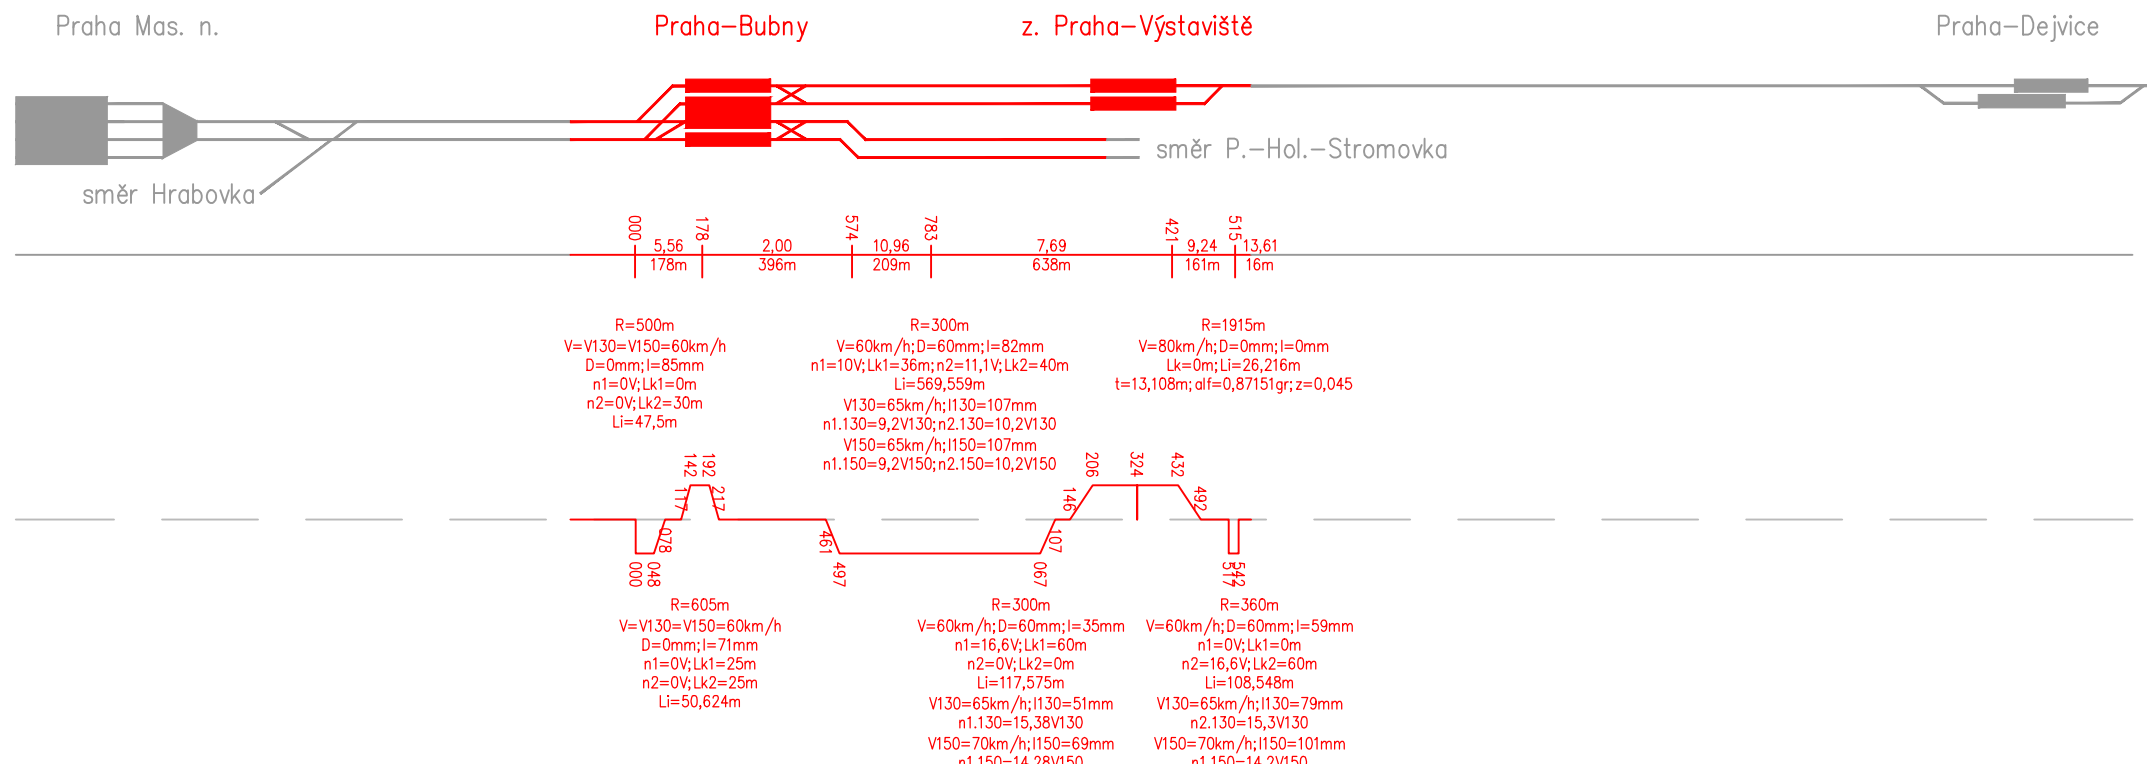 Praha Mas. n.
Praha-Bubny
z. Praha-Výstaviště
Praha-Dejvice
směr P.-Hol.-Stromovka
směr Hrabovka
000
178
574
783
421
515
5,56
2,00
10,96
7,69
9,24
13,61
178m
396m
209m
638m
161m
16m
R=500m
V=V130=V150=60km/h
D=0mm;I=85mm
n1=0V;Lk1=0m
n2=0V;Lk2=30m
Li=47,5m
R=300m
V=60km/h;D=60mm;I=82mm
n1=10V;Lk1=36m;n2=11,1V;Lk2=40m
Li=569,559m
V130=65km/h;I130=107mm
n1.130=9,2V130;n2.130=10,2V130
V150=65km/h;I150=107mm
n1.150=9,2V150;n2.150=10,2V150
R=1915m
V=80km/h;D=0mm;I=0mm
Lk=0m;Li=26,216m
t=13,108m;alf=0,87151gr;z=0,045
142
192
206
324
432
117
217
146
492
078
461
107
000
048
497
067
517
542
R=605m
V=V130=V150=60km/h
D=0mm;I=71mm
n1=0V;Lk1=25m
n2=0V;Lk2=25m
Li=50,624m
R=300m
V=60km/h;D=60mm;I=35mm
n1=16,6V;Lk1=60m
n2=0V;Lk2=0m
Li=117,575m
V130=65km/h;I130=51mm
n1.130=15,38V130
V150=70km/h;I150=69mm
n1.150=14,28V150
R=360m
V=60km/h;D=60mm;I=59mm
n1=0V;Lk1=0m
n2=16,6V;Lk2=60m
Li=108,548m
V130=65km/h;I130=79mm
n2.130=15,3V130
V150=70km/h;I150=101mm
n1.150=14,2V150